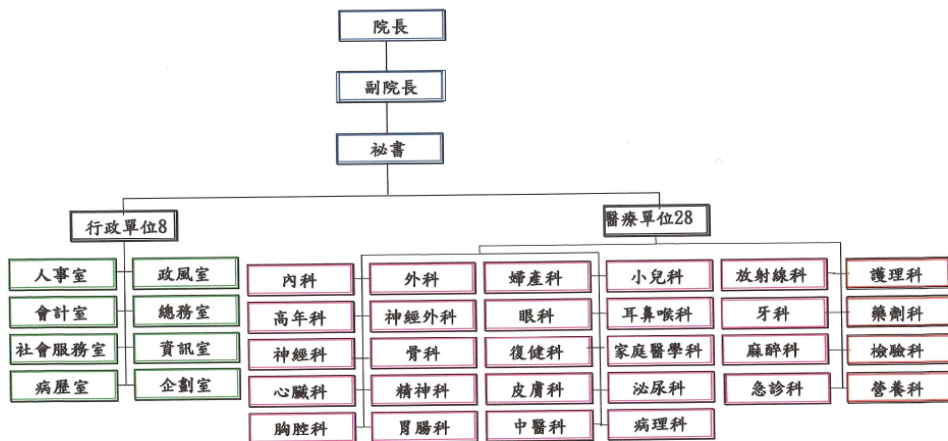 院長
副院長
祕書
行政單位8
醫療單位28
人事室 政風室
會計室 總務室
社會服務室 資訊室
病歷室 企劃室
內科 外科 婦產科 小兒科 放射線科 護理科
高年科 神經外科 眼科 耳鼻喉科 牙科 藥劑科
神經科 骨科 復健科 家庭醫學科 麻醉科 檢驗科
心臟科 精神科 皮膚科 泌尿科 急診科 營養科
胸腔科 胃腸科 中醫科 病理科